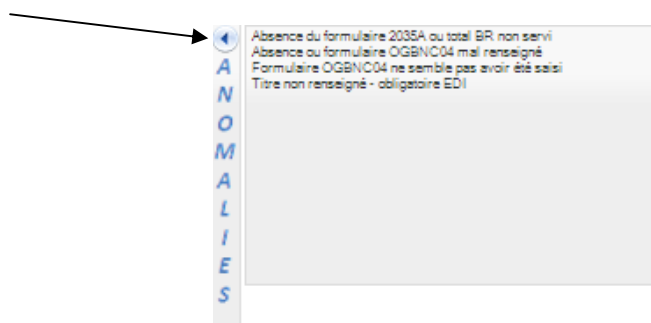 Absence du formulaire 2035A ou total BR non servi
Absence ou formulaire OGBNC04 mal renseigné
Formulaire OGBNC04 ne semble pas avoir été saisi
Titre non renseigné - obligatoire EDI
ANOMALIES